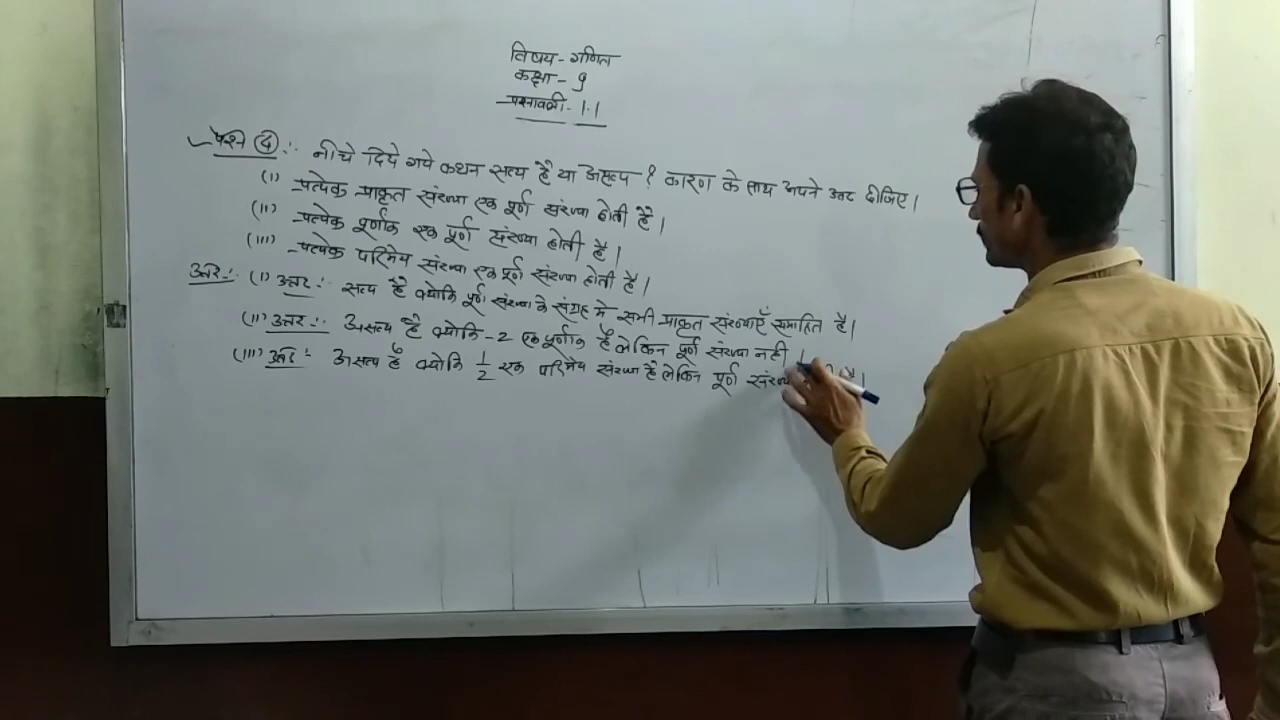 विषय - गणित
कक्षा - 9
प्रश्नावली - 1.1
प्रश्न (4) :- नीचे दिये गये कथन सत्य है या असत्य ? कारण के साथ अपने उत्तर दीजिए।
(i) प्रत्येक प्राकृत संख्या एक पूर्ण संख्या होती है।
(ii) प्रत्येक पूर्णांक एक पूर्ण संख्या होती है।
(iii) प्रत्येक परिमेय संख्या एक पूर्ण संख्या होती है।
उत्तर :- (i) उत्तर :- सत्य है क्योंकि पूर्ण संख्या के संग्रह में सभी प्राकृत संख्याएँ समाहित है।
(ii) उत्तर :- असत्य है क्योंकि -2 एक पूर्णांक है लेकिन पूर्ण संख्या नही
(iii) उत्तर :- असत्य है क्योंकि 1/2 एक परिमेय संख्या है लेकिन पूर्ण